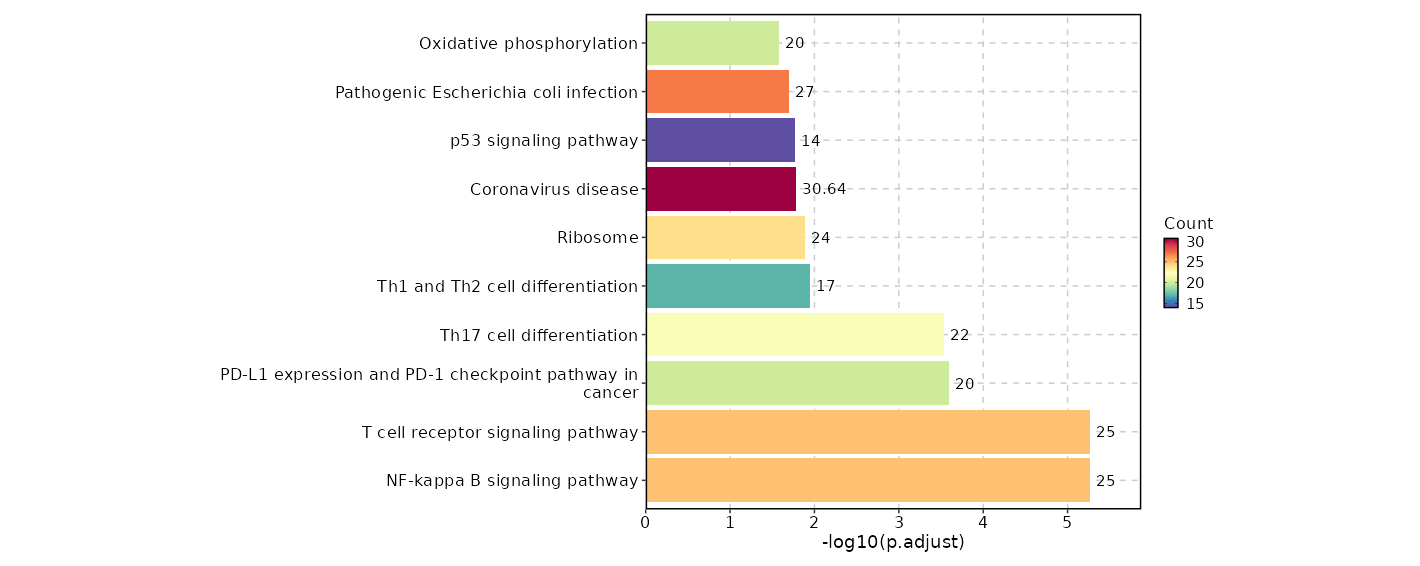 Oxidative phosphorylation
20
Pathogenic Escherichia coli infection
27
p53 signaling pathway
14
Coronavirus disease
30.64
Ribosome
24
Th1 and Th2 cell differentiation
17
Th17 cell differentiation
22
PD-L1 expression and PD-1 checkpoint pathway in
cancer
20
T cell receptor signaling pathway
25
NF-kappa B signaling pathway
25
0 1 2 3 4 5
-log10(p.adjust)
Count
30
25
20
15